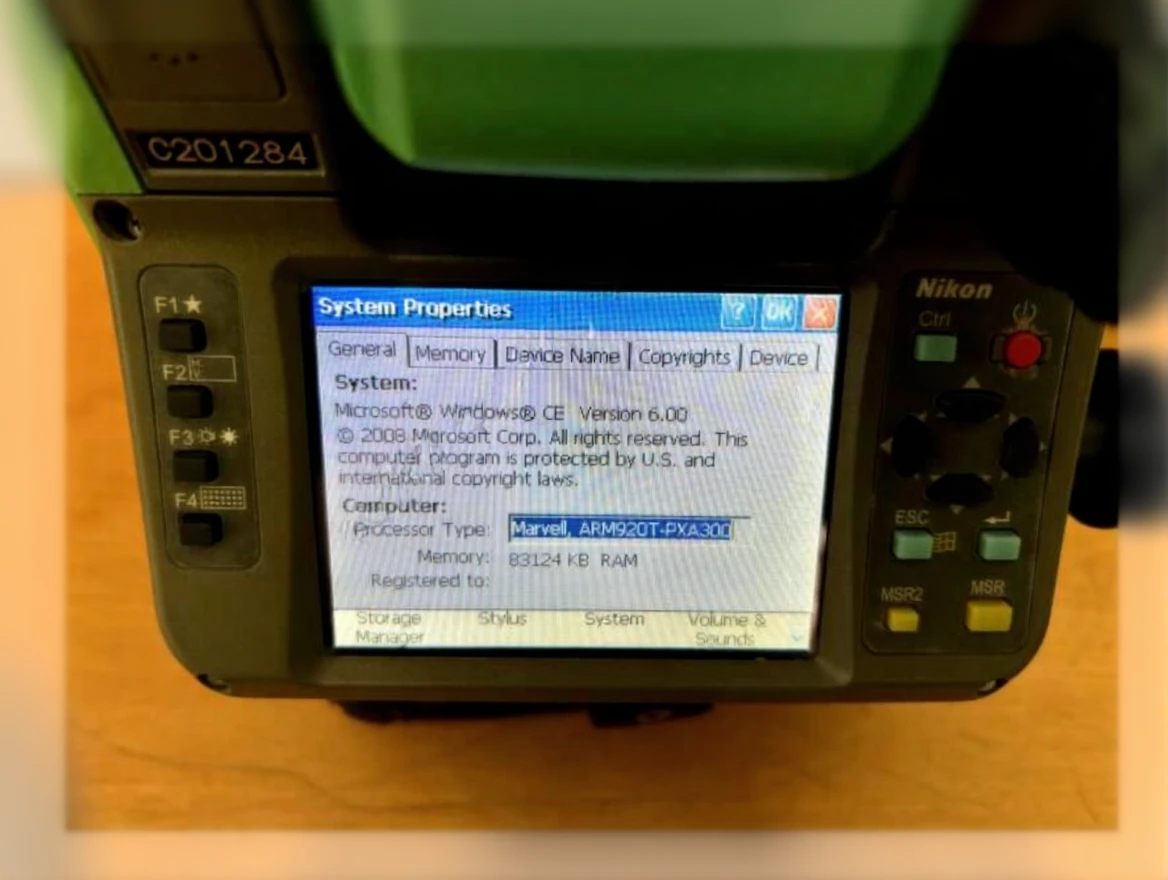 C201284
F1★
F2
F3
F4
Nikon
Ctrl
System Properties
? OK X
General Memory Device Name Copyrights Device
System:
Microsoft® Windows® CE Version 6.00
© 2008 Microsoft Corp. All rights reserved. This
computer program is protected by U.S. and
international copyright laws.
Computer:
Processor Type: Marvell, ARM920T-PXA300
Memory: 83124 KB RAM
Registered to:
Storage Manager
Stylus
System
Volume & Sounds
ESC
MSR2
MSR